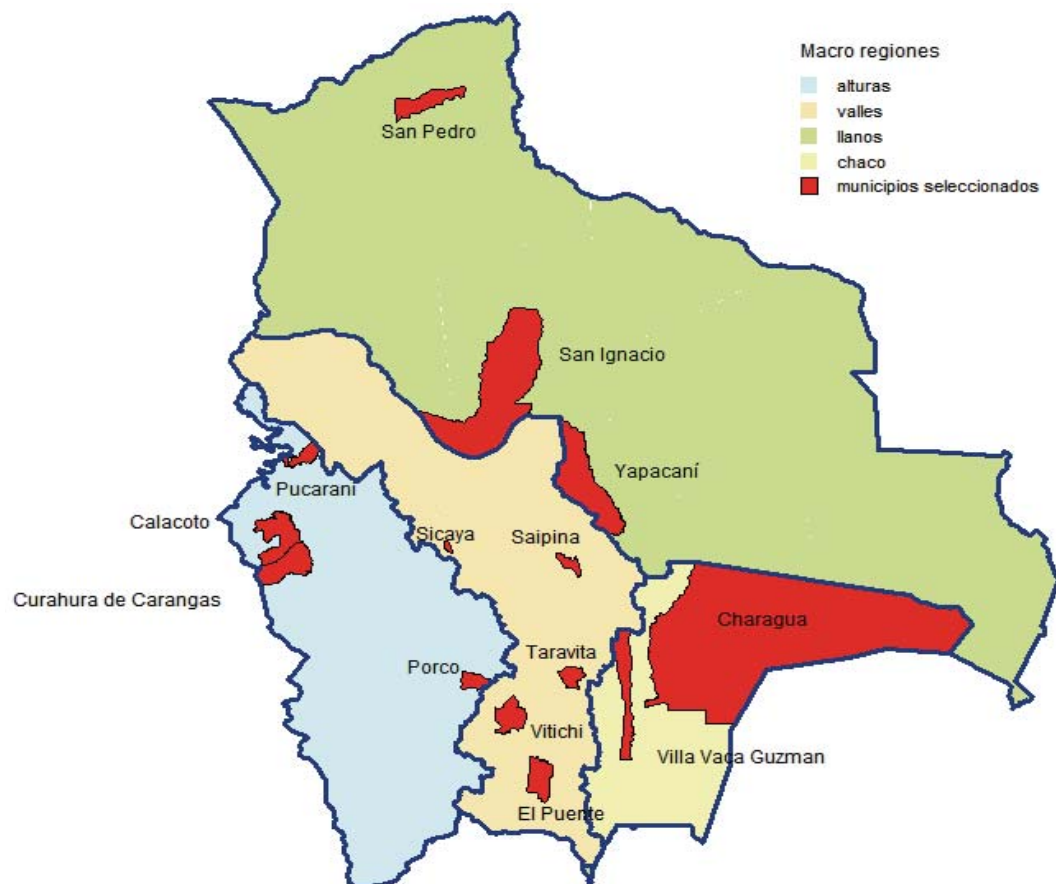 Macro regiones
alturas
valles
llanos
chaco
municipios seleccionados
San Pedro
San Ignacio
Yapacaní
Pucarani
Calacoto
Sicaya
Saipina
Curahura de Carangas
Charagua
Taravita
Porco
Vitichi
Villa Vaca Guzman
El Puente